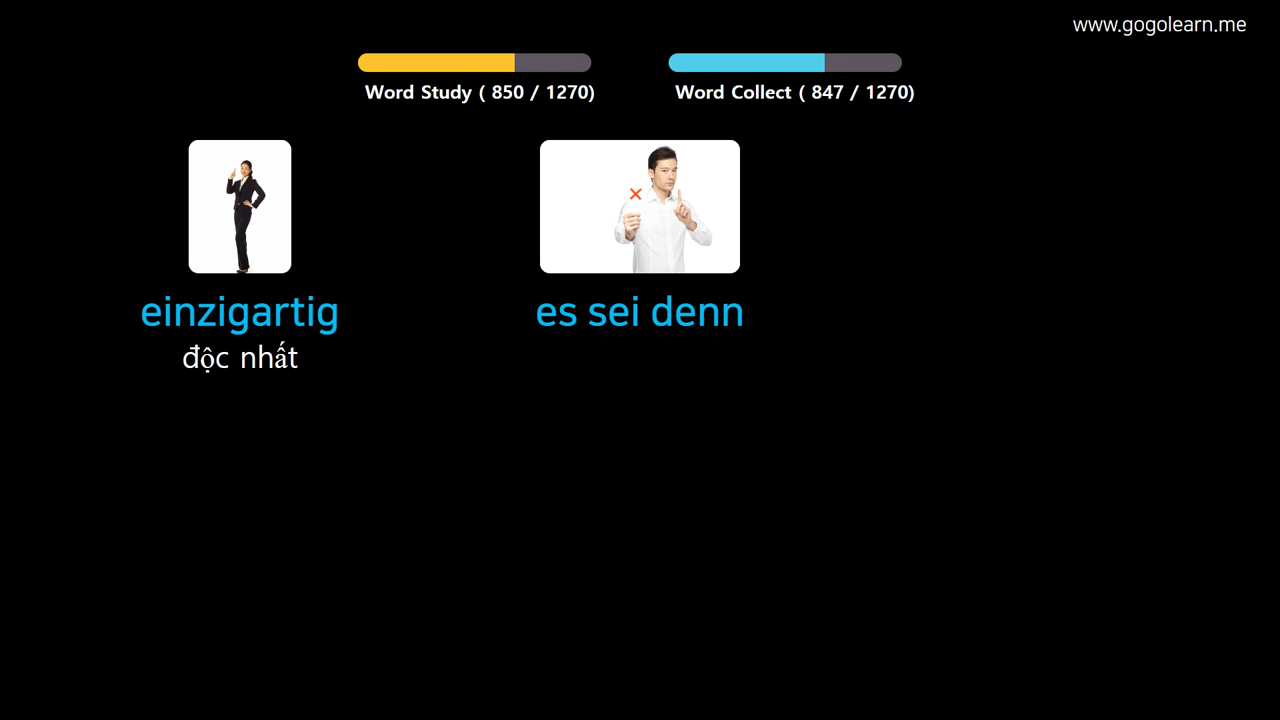 www.gogolearn.me
Word Study ( 850 / 1270)
Word Collect ( 847 / 1270)
einzigartig
độc nhất
es sei denn